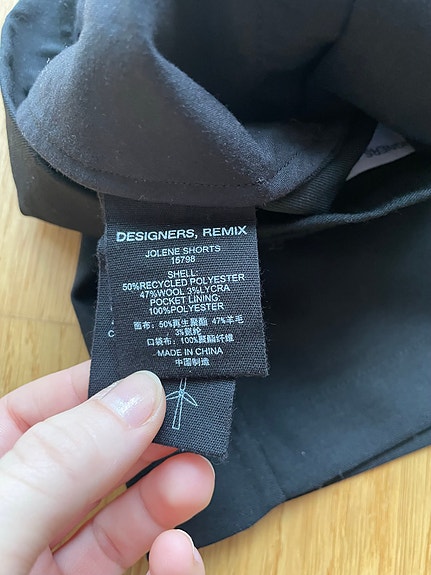 DESIGNERS, REMIX
JOLENE SHORTS
15798
SHELL:
50%RECYCLED POLYESTER
47%WOOL 3%LYCRA
POCKET LINING:
100%POLYESTER
面布: 50%再生聚酯 47%羊毛
3%氨纶
口袋布: 100%聚酯纤维
MADE IN CHINA
中国制造